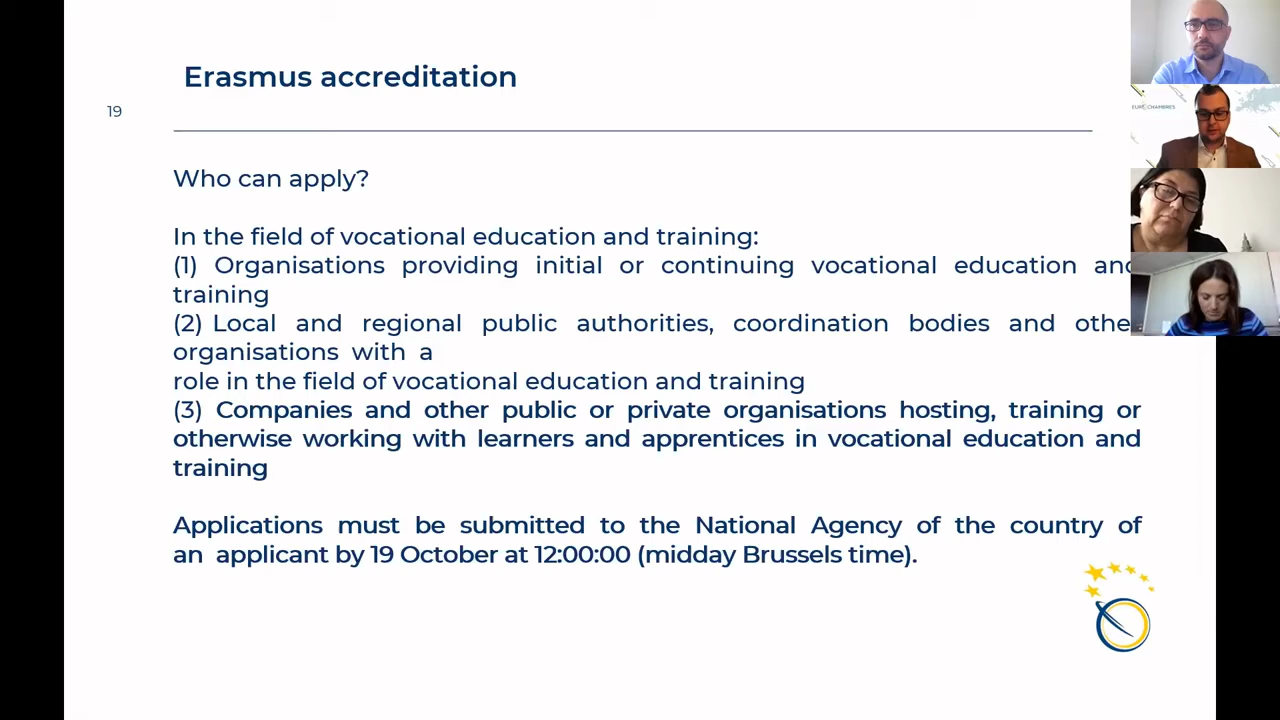 Erasmus accreditation
19
Who can apply?
In the field of vocational education and training:
(1) Organisations providing initial or continuing vocational education and
training
(2) Local and regional public authorities, coordination bodies and other
organisations with a
role in the field of vocational education and training
(3) Companies and other public or private organisations hosting, training or
otherwise working with learners and apprentices in vocational education and
training
Applications must be submitted to the National Agency of the country of
an applicant by 19 October at 12:00:00 (midday Brussels time).
EUROCHAMBRES